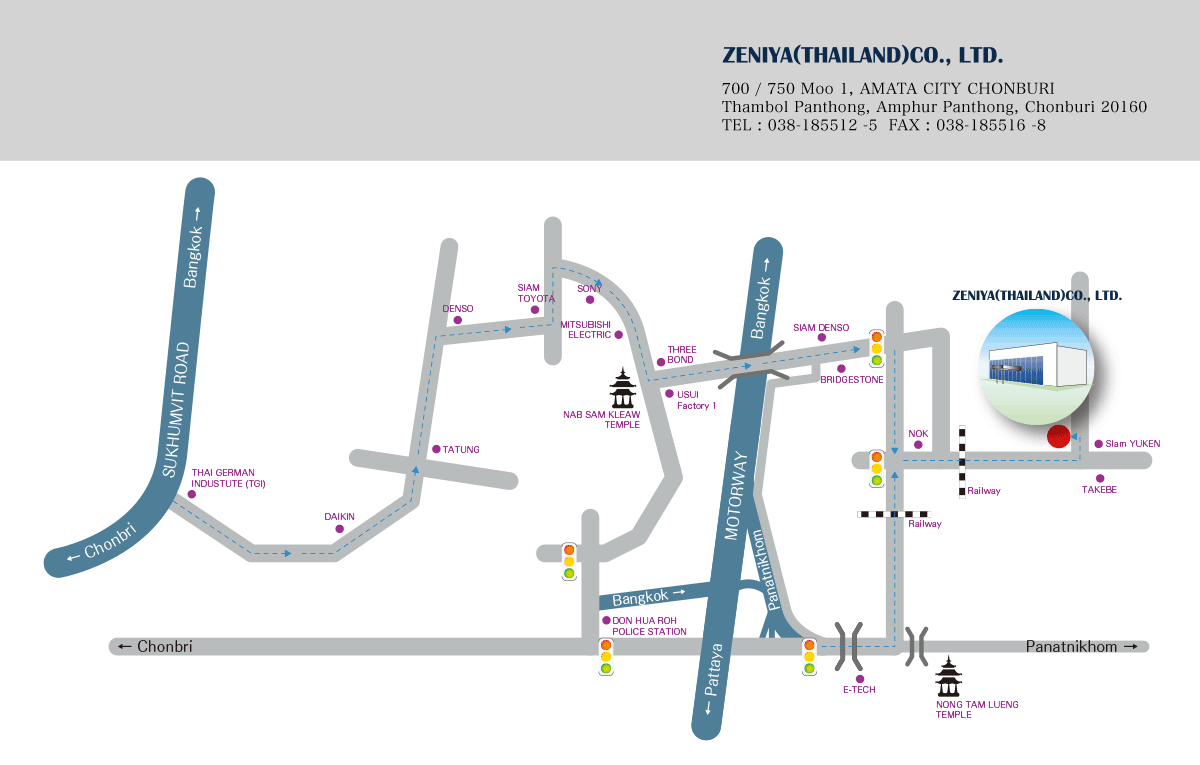 ZENIYA(THAILAND)CO., LTD.
700 / 750 Moo 1, AMATA CITY CHONBURI
Thambol Panthong, Amphur Panthong, Chonburi 20160
TEL : 038-185512 -5  FAX : 038-185516 -8
Bangkok →
SUKHUMVIT ROAD
← Chonbri
THAI GERMAN
INDUSTUTE (TGI)
DAIKIN
TATUNG
DENSO
SIAM
TOYOTA
SONY
MITSUBISHI
ELECTRIC
THREE
BOND
USUI
Factory 1
NAB SAM KLEAW
TEMPLE
Bangkok →
MOTORWAY
← Pattaya
SIAM DENSO
BRIDGESTONE
ZENIYA(THAILAND)CO., LTD.
NOK
Railway
Railway
SIam YUKEN
TAKEBE
Panatnikhom
Bangkok →
DON HUA ROH
POLICE STATION
← Chonbri
Panatnikhom →
E-TECH
NONG TAM LUENG
TEMPLE